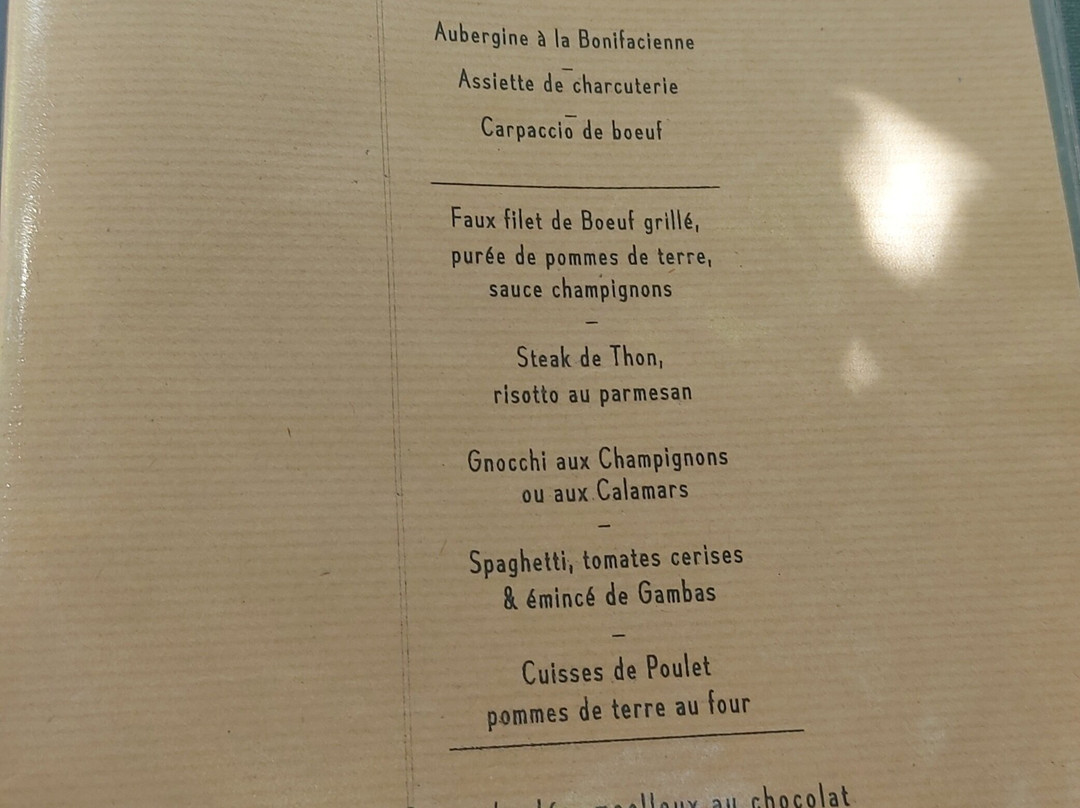 Aubergine à la Bonifacienne
–
Assiette de charcuterie
–
Carpaccio de boeuf
Faux filet de Boeuf grillé,
purée de pommes de terre,
sauce champignons
–
Steak de Thon,
risotto au parmesan
Gnocchi aux Champignons
ou aux Calamars
–
Spaghetti, tomates cerises
& émincé de Gambas
–
Cuisses de Poulet
pommes de terre au four
au chocolat